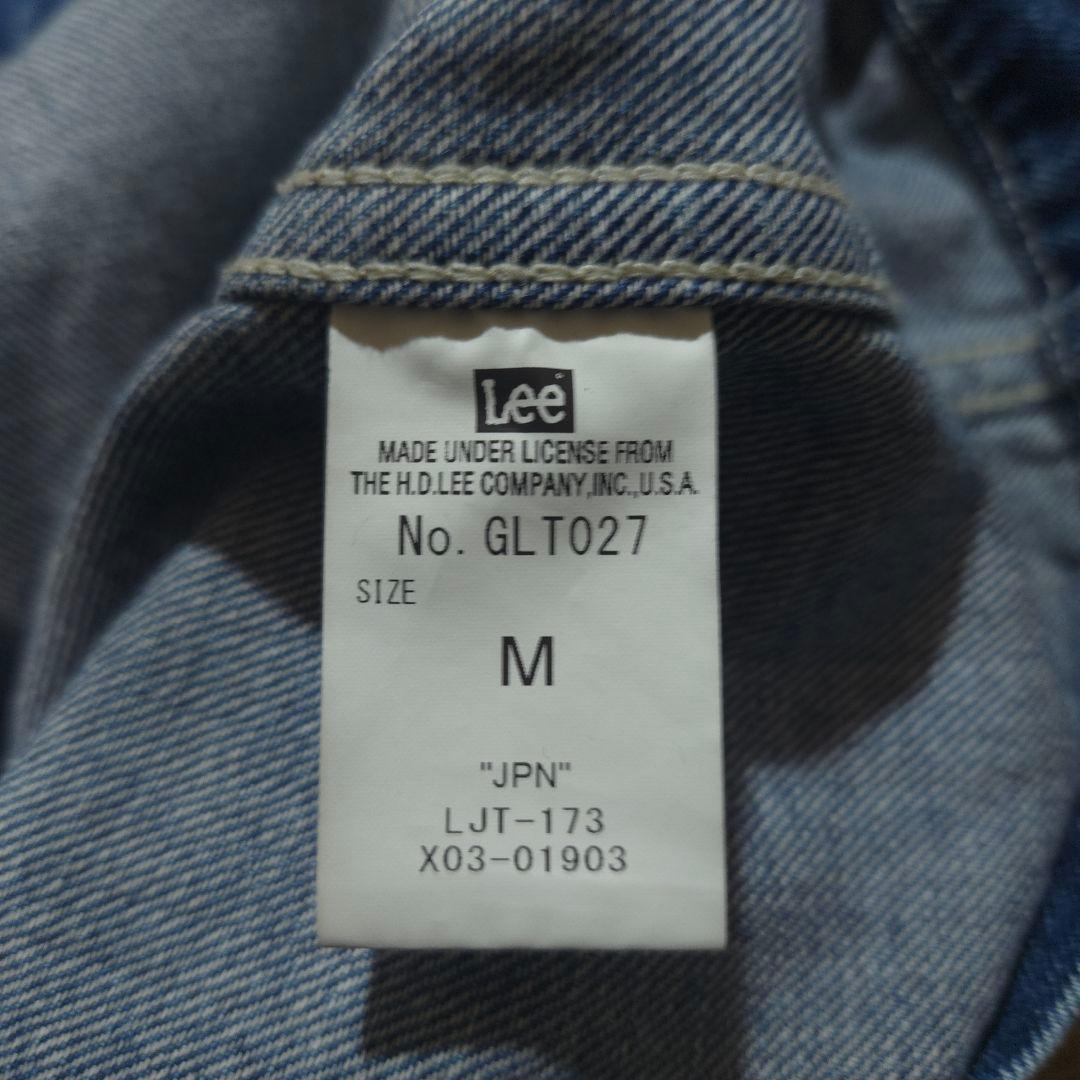 Lee
MADE UNDER LICENSE FROM
THE H.D.LEE COMPANY,INC.,U.S.A.
No. GLT027
SIZE
M
"JPN"
LJT-173
X03-01903